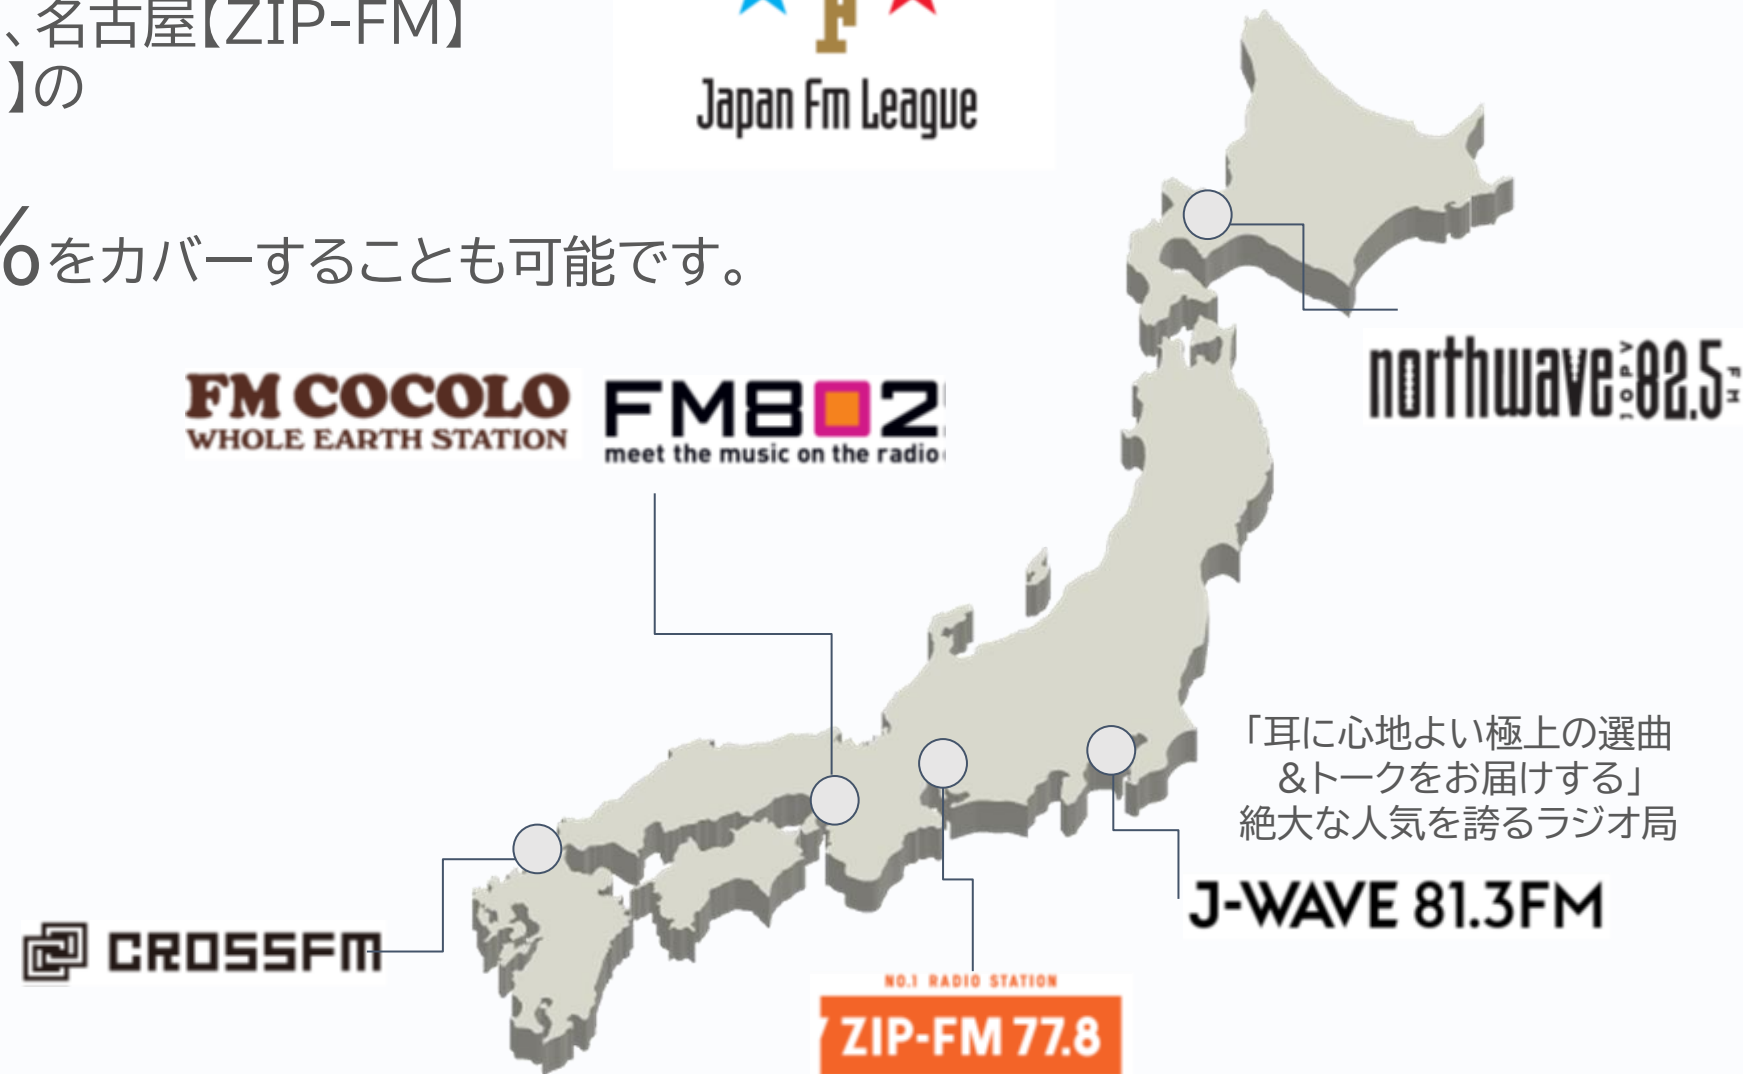 、名古屋【ZIP-FM】
】の
F
Japan Fm League
%をカバーすることも可能です。
FM COCOLO
WHOLE EARTH STATION
FM802
meet the music on the radio
northwave 82.5
FM
「耳に心地よい極上の選曲
&トークをお届けする」
絶大な人気を誇るラジオ局
J-WAVE 81.3FM
CROSSFM
NO.1 RADIO STATION
ZIP-FM 77.8